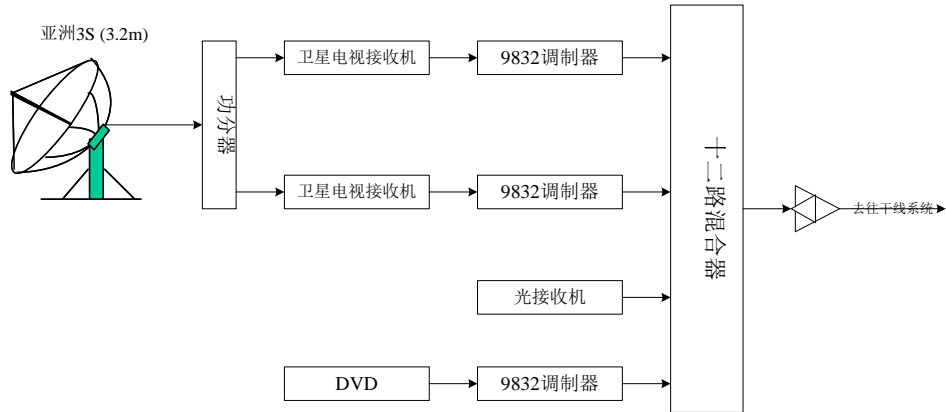 亚洲3S (3.2m)
功分器
卫星电视接收机
9832调制器
卫星电视接收机
9832调制器
光接收机
DVD
9832调制器
十二路混合器
去往干线系统